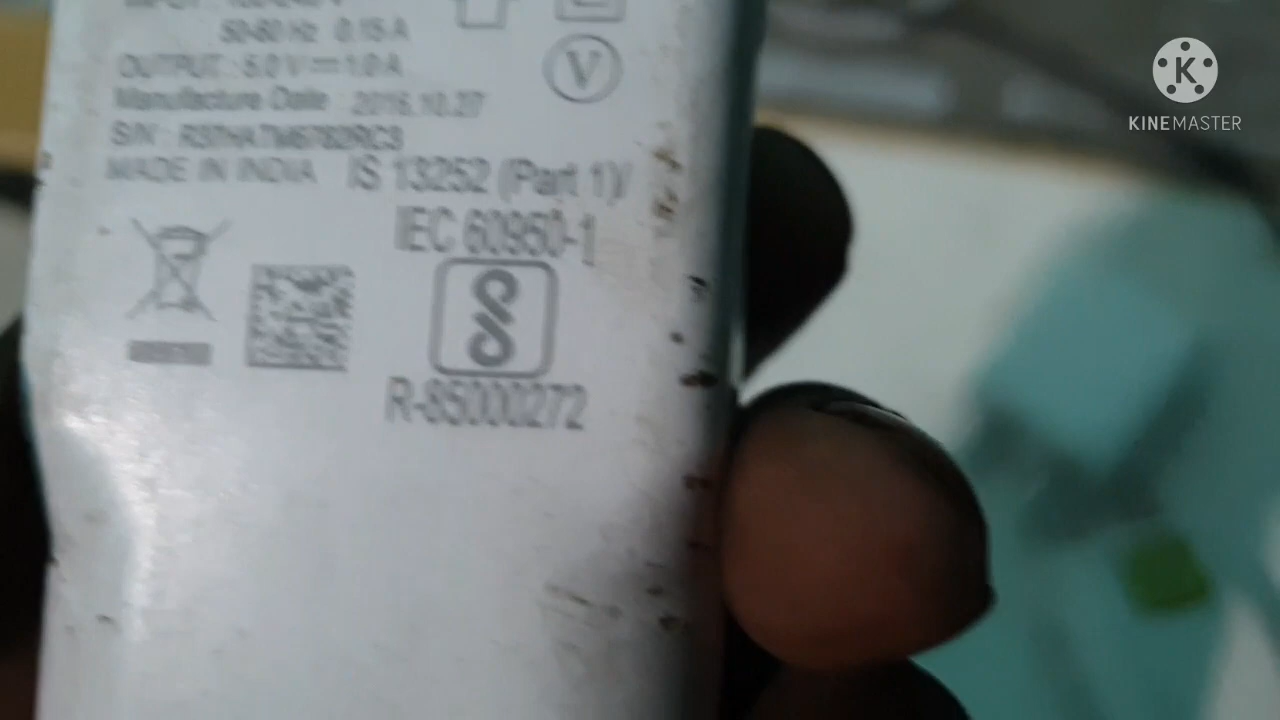 50-60 Hz 0.15 A
OUTPUT : 5.0 V 1.0 A
Manufacture Date : 2016.10.27
S/N :
MADE IN INDIA IS 13252 (Part 1)/
IEC 60950-1
R-85000272
V
K
KINEMASTER